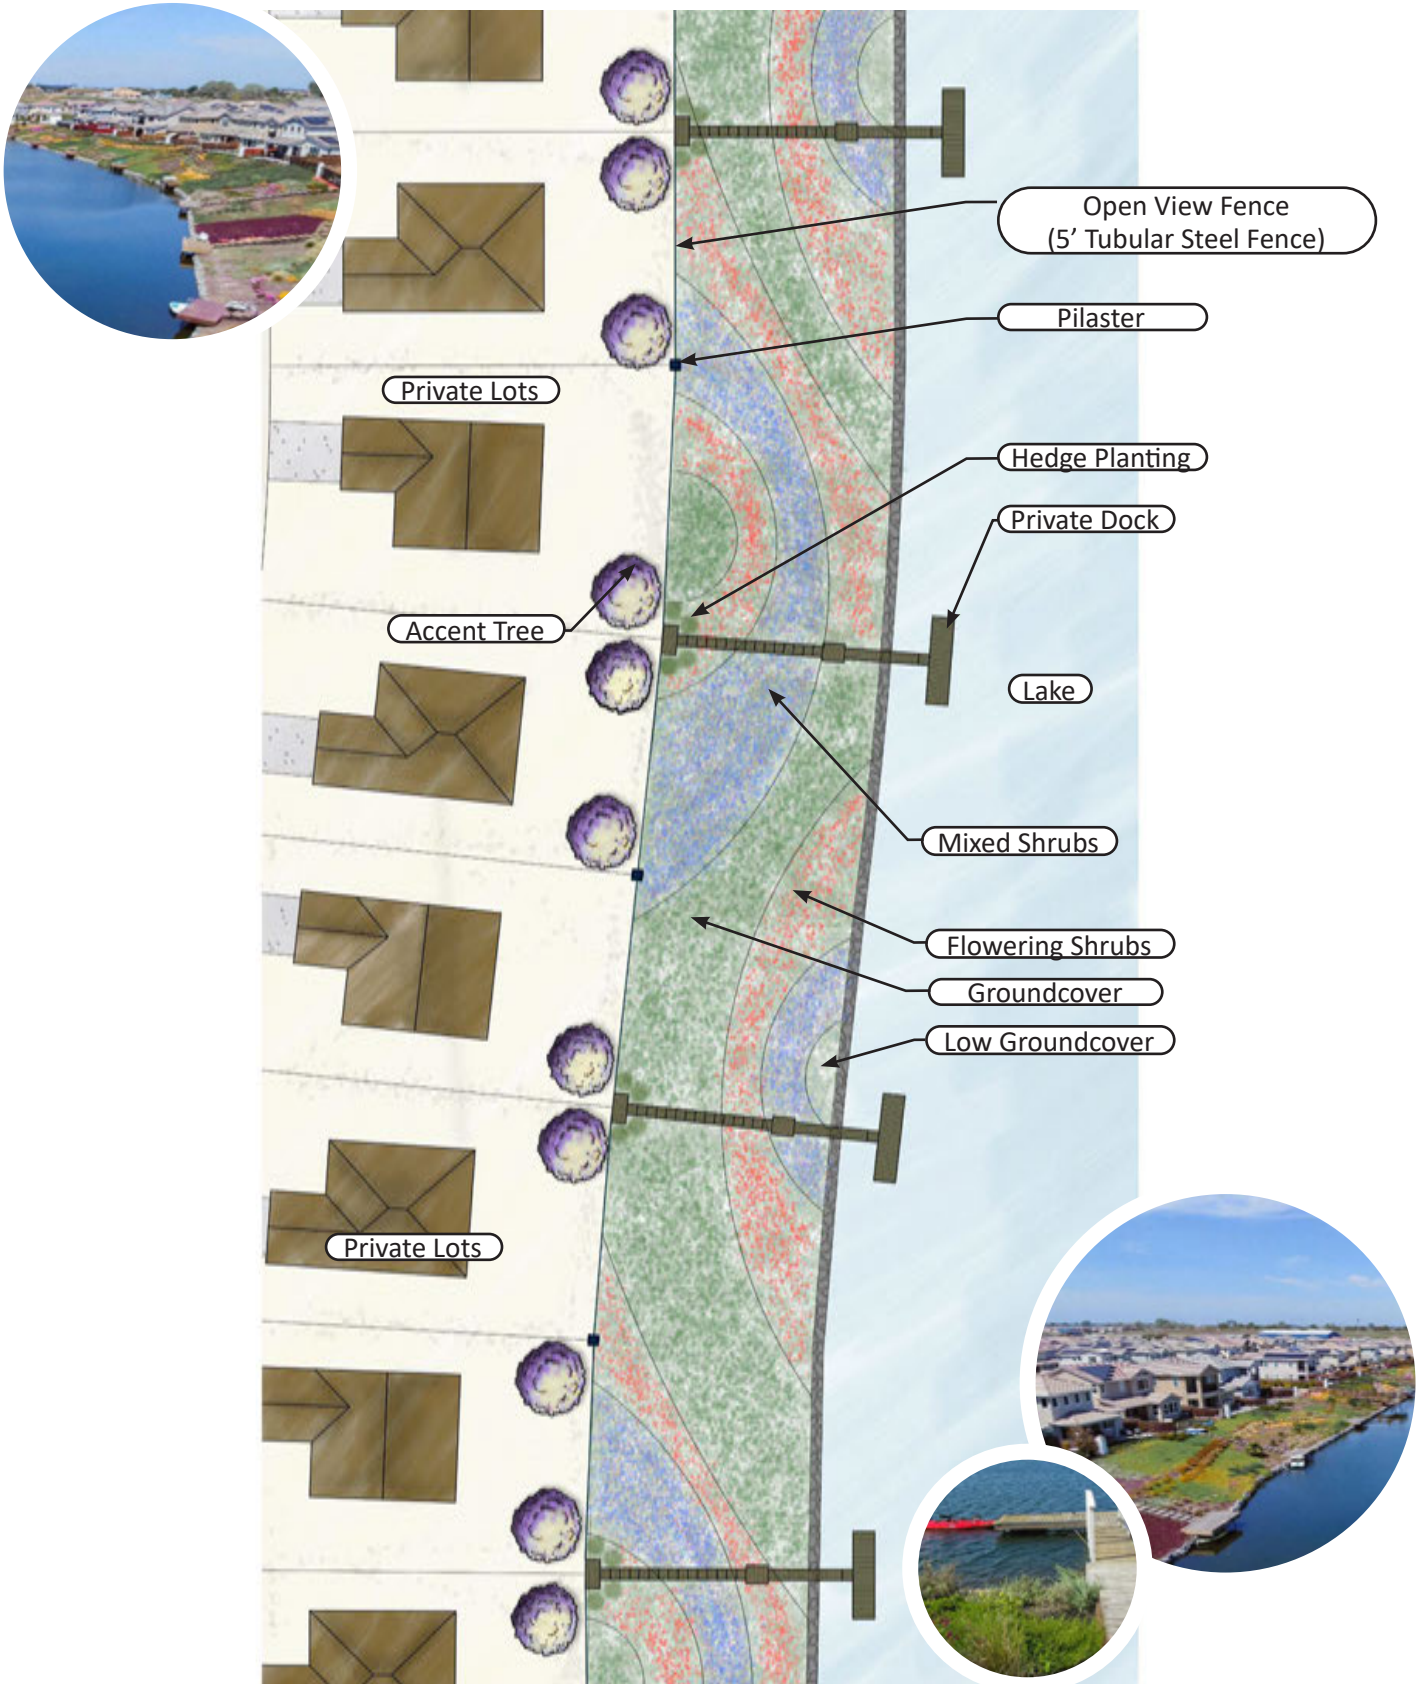 Open View Fence
(5’ Tubular Steel Fence)
Pilaster
Private Lots
Hedge Planting
Private Dock
Accent Tree
Lake
Mixed Shrubs
Flowering Shrubs
Groundcover
Low Groundcover
Private Lots